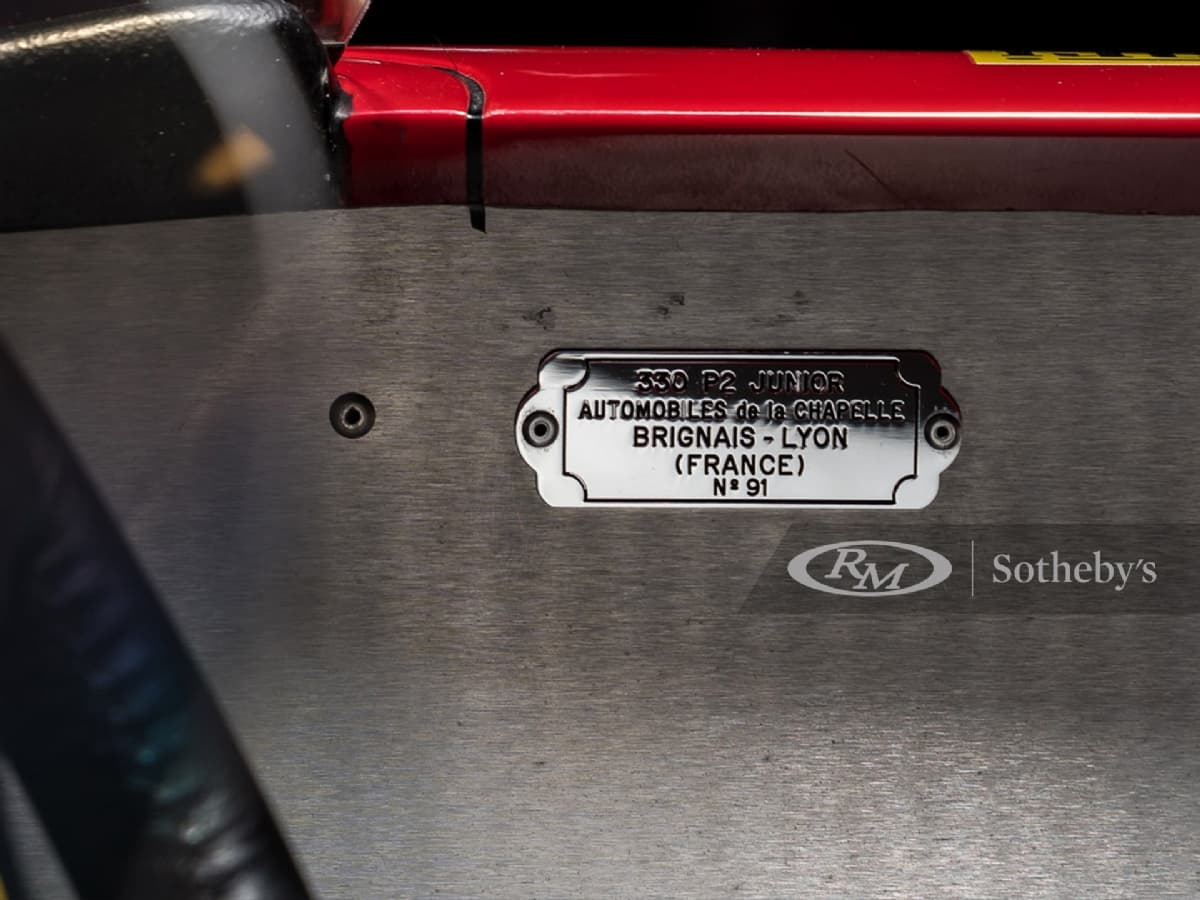 330 P2 JUNIOR
AUTOMOBILES de la CHAPELLE
BRIGNAIS - LYON
(FRANCE)
Nº 91
RM Sotheby's